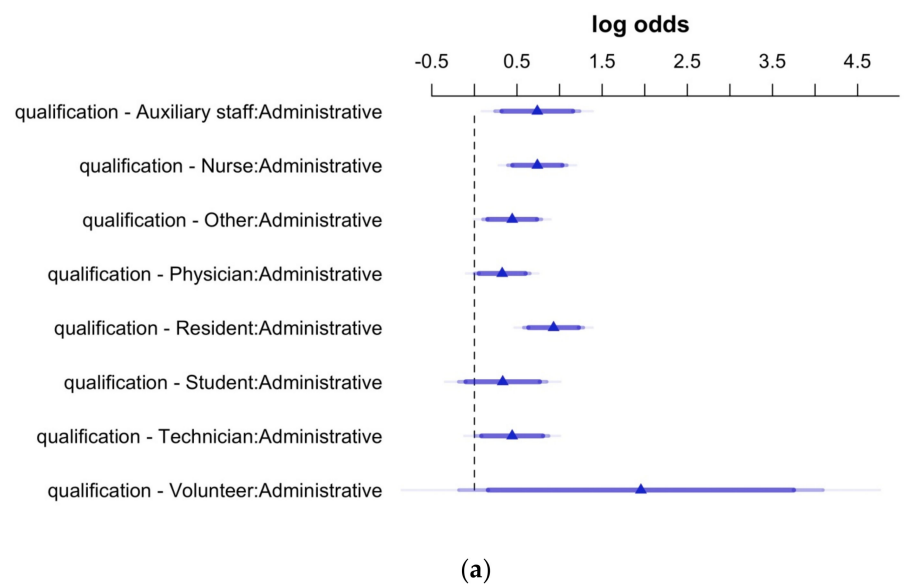 log odds
-0.5 0.5 1.5 2.5 3.5 4.5
qualification - Auxiliary staff:Administrative
qualification - Nurse:Administrative
qualification - Other:Administrative
qualification - Physician:Administrative
qualification - Resident:Administrative
qualification - Student:Administrative
qualification - Technician:Administrative
qualification - Volunteer:Administrative
(a)